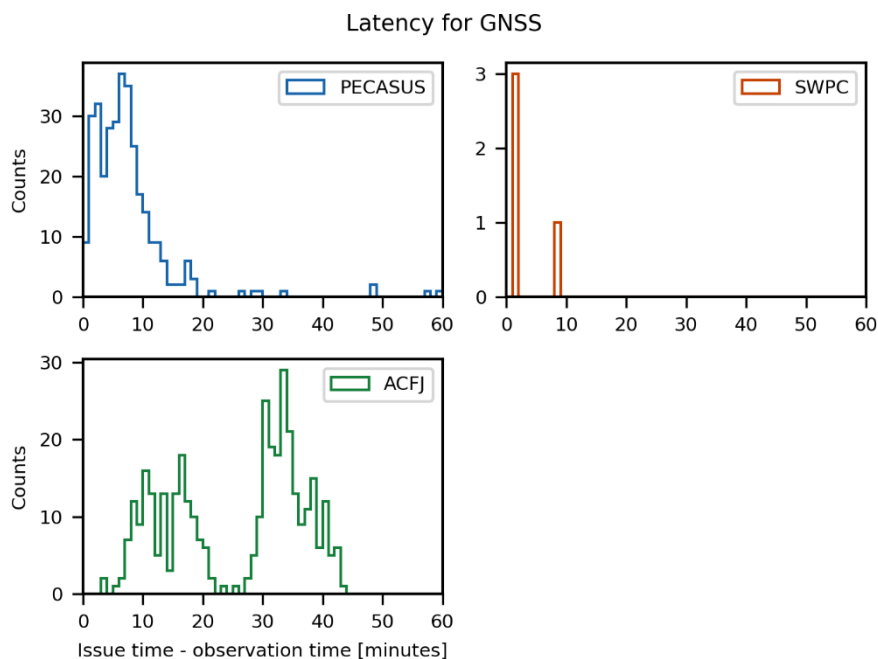 Latency for GNSS
PECASUS
Counts
30
20
10
0
0 10 20 30 40 50 60
SWPC
3
2
1
0
0 10 20 30 40 50 60
ACFJ
Counts
30
20
10
0
0 10 20 30 40 50 60
Issue time - observation time [minutes]